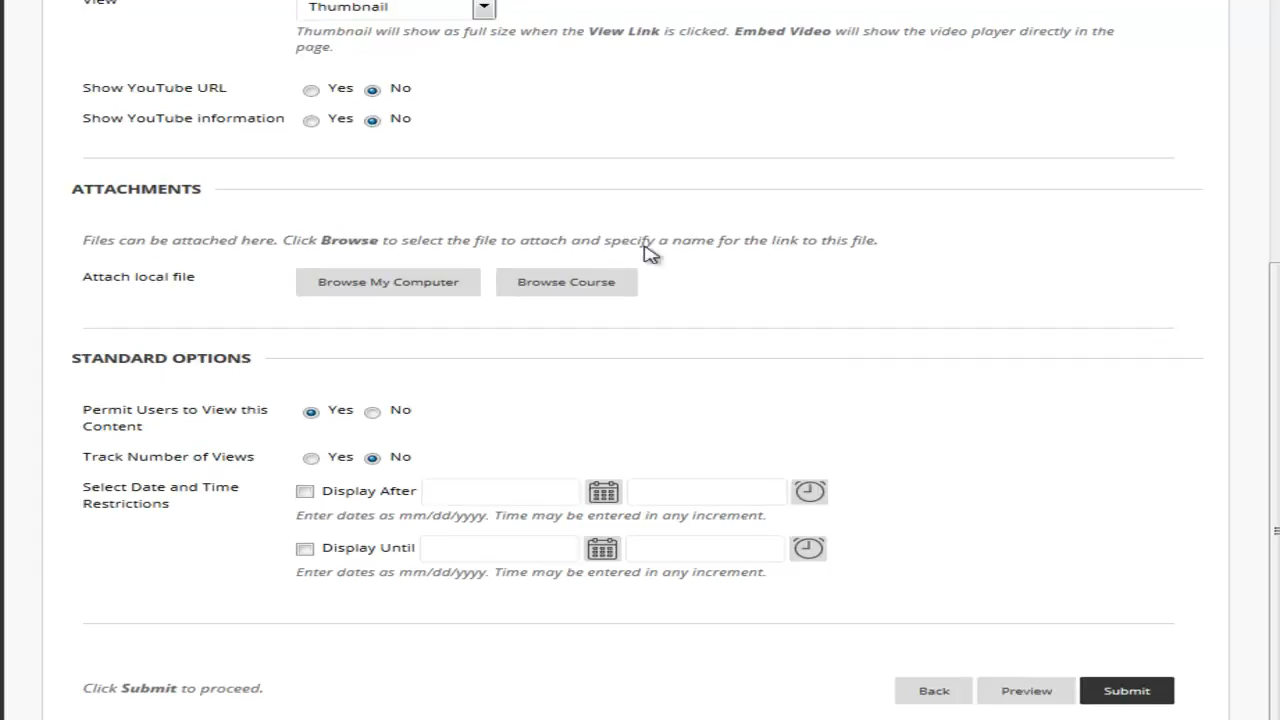 View
Thumbnail
Thumbnail will show as full size when the View Link is clicked. Embed Video will show the video player directly in the
page.
Show YouTube URL Yes No
Show YouTube information Yes No
ATTACHMENTS
Files can be attached here. Click Browse to select the file to attach and specify a name for the link to this file.
Attach local file Browse My Computer Browse Course
STANDARD OPTIONS
Permit Users to View this Yes No
Content
Track Number of Views Yes No
Select Date and Time
Restrictions
Display After
Enter dates as mm/dd/yyyy. Time may be entered in any increment.
Display Until
Enter dates as mm/dd/yyyy. Time may be entered in any increment.
Click Submit to proceed. Back Preview Submit